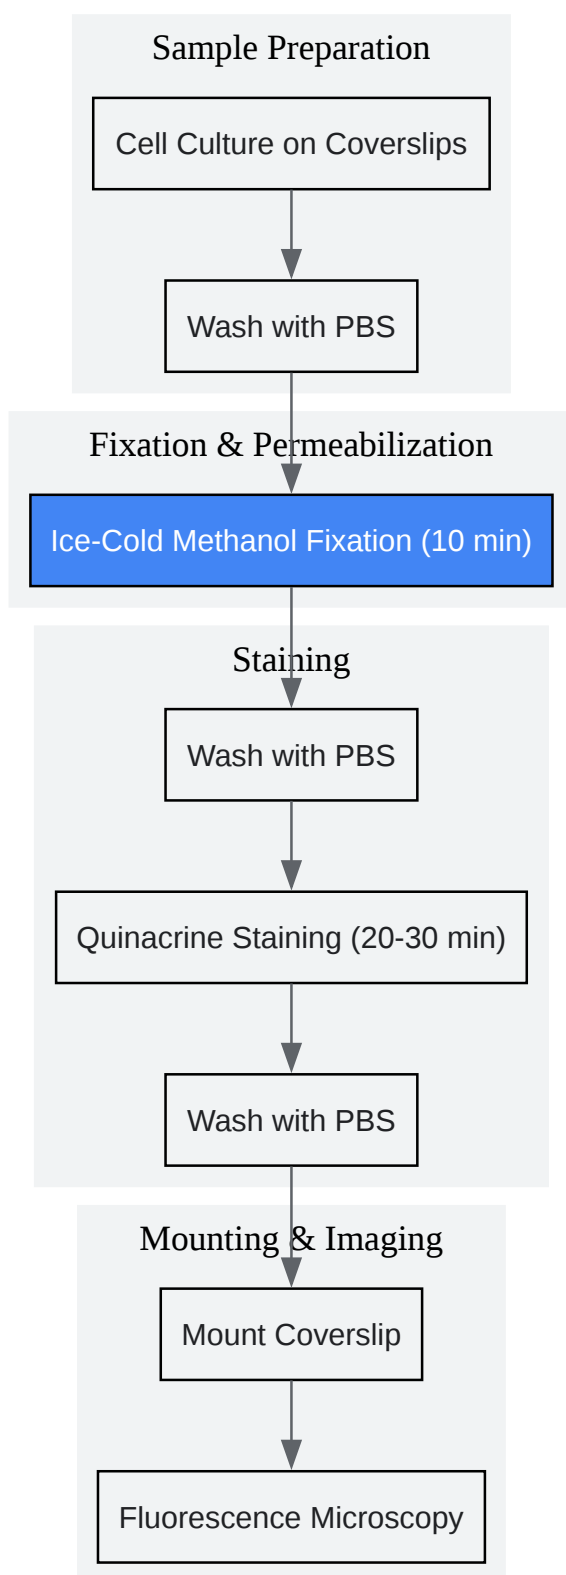 Sample Preparation
Cell Culture on Coverslips
Wash with PBS
Fixation & Permeabilization
Ice-Cold Methanol Fixation (10 min)
Staining
Wash with PBS
Quinacrine Staining (20-30 min)
Wash with PBS
Mounting & Imaging
Mount Coverslip
Fluorescence Microscopy